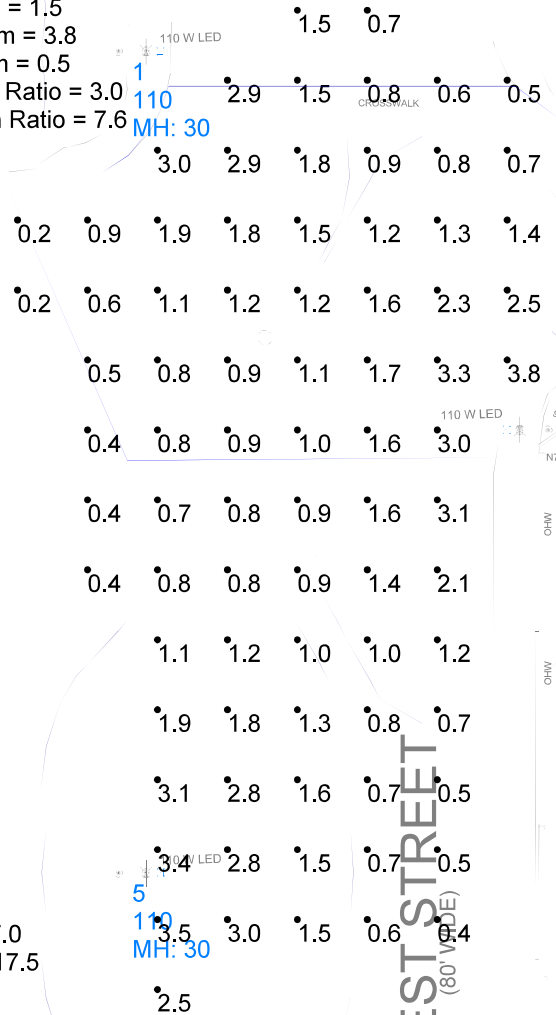 = 1.5
m = 3.8
m = 0.5
Ratio = 3.0
Ratio = 7.6
110 W LED
1
110
MH: 30
1.5 0.7
2.9 1.5 0.8 0.6 0.5
CROSSWALK
3.0 2.9 1.8 0.9 0.8 0.7
0.2 0.9 1.9 1.8 1.5 1.2 1.3 1.4
0.2 0.6 1.1 1.2 1.2 1.6 2.3 2.5
0.5 0.8 0.9 1.1 1.7 3.3 3.8
110 W LED
0.4 0.8 0.9 1.0 1.6 3.0
0.4 0.7 0.8 0.9 1.6 3.1
OHW
0.4 0.8 0.8 0.9 1.4 2.1
1.1 1.2 1.0 1.0 1.2
OHW
1.9 1.8 1.3 0.8 0.7
3.1 2.8 1.6 0.7 0.5
3.4 2.8 1.5 0.7 0.5
110 W LED
5
110
MH: 30
3.5 3.0 1.5 0.6 0.4
2.5
7.0
17.5
EST STREET
(80' WIDE)